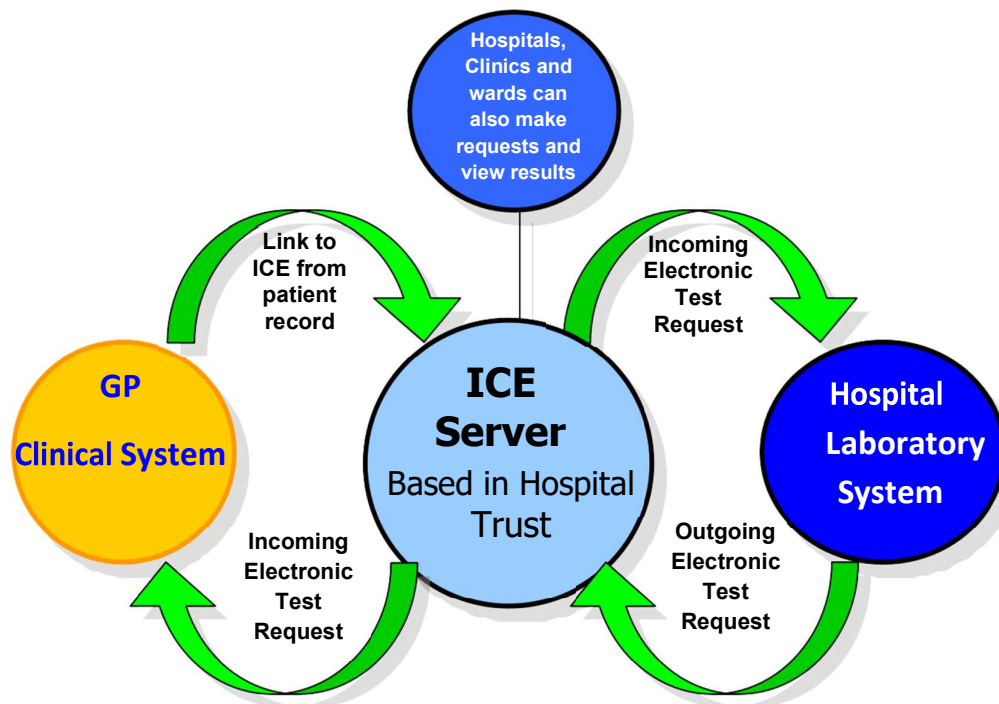 Hospitals,
Clinics and
wards can
also make
requests and
view results
Link to
ICE from
patient
record
Incoming
Electronic
Test
Request
GP
Clinical System
ICE
Server
Based in Hospital
Trust
Hospital
Laboratory
System
Incoming
Electronic
Test
Request
Outgoing
Electronic
Test
Request